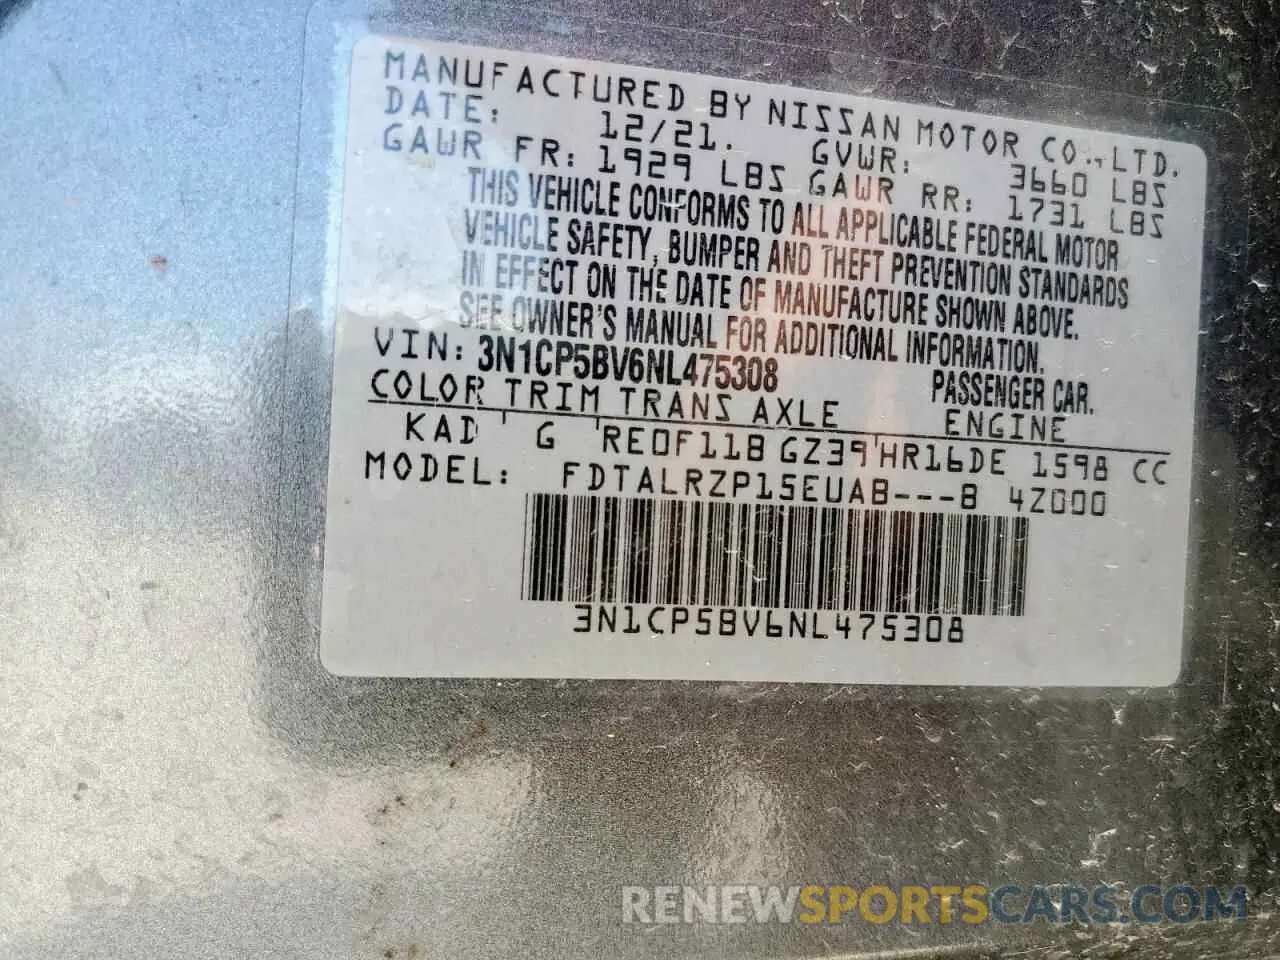 MANUFACTURED BY NISSAN MOTOR CO., LTD.
DATE: 12/21. GVWR: 3660 LBS
GAWR FR: 1929 LBS GAWR RR: 1731 LBS
THIS VEHICLE CONFORMS TO ALL APPLICABLE FEDERAL MOTOR
VEHICLE SAFETY, BUMPER AND THEFT PREVENTION STANDARDS
IN EFFECT ON THE DATE OF MANUFACTURE SHOWN ABOVE.
SEE OWNER'S MANUAL FOR ADDITIONAL INFORMATION.
VIN: 3N1CP5BV6NL475308 PASSENGER CAR.
COLOR TRIM TRANS AXLE ENGINE
KAD G RE0F11B GZ39 HR16DE 1598 CC
MODEL: FDTALRZP15EUAB---B 4Z000
3N1CP5BV6NL475308
RENEWSPORTSCARS.COM